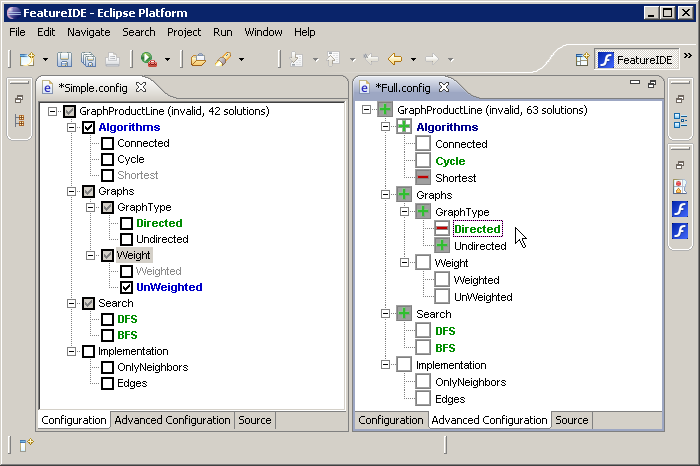 FeatureIDE - Eclipse Platform
File Edit Navigate Search Project Run Window Help
FeatureIDE
*Simple.config
GraphProductLine (invalid, 42 solutions)
Algorithms
Connected
Cycle
Shortest
Graphs
GraphType
Directed
Undirected
Weight
Weighted
UnWeighted
Search
DFS
BFS
Implementation
OnlyNeighbors
Edges
Configuration Advanced Configuration Source
*Full.config
GraphProductLine (invalid, 63 solutions)
Algorithms
Connected
Cycle
Shortest
Graphs
GraphType
Directed
Undirected
Weight
Weighted
UnWeighted
Search
DFS
BFS
Implementation
OnlyNeighbors
Edges
Configuration Advanced Configuration Source